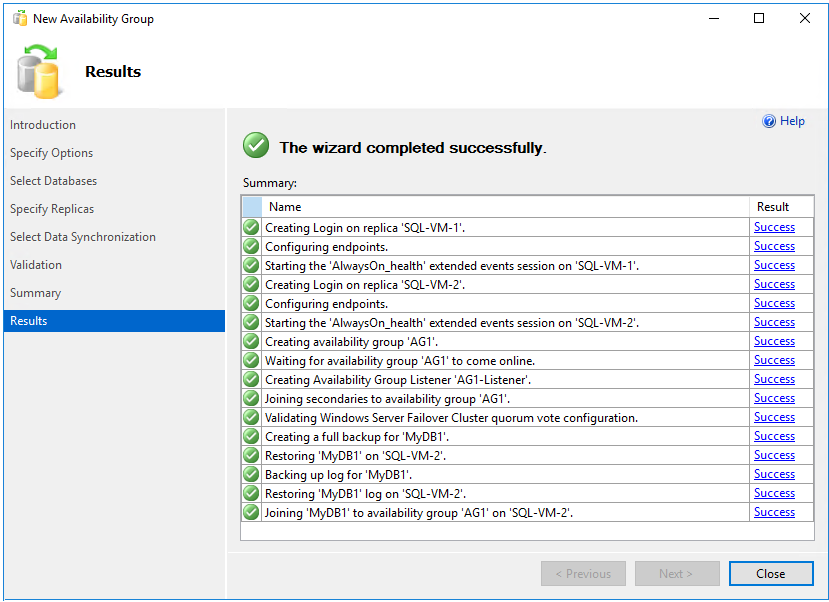 New Availability Group
Results
Introduction
Specify Options
Select Databases
Specify Replicas
Select Data Synchronization
Validation
Summary
Results
Help
The wizard completed successfully.
Summary:
Name Result
Creating Login on replica 'SQL-VM-1'. Success
Configuring endpoints. Success
Starting the 'AlwaysOn_health' extended events session on 'SQL-VM-1'. Success
Creating Login on replica 'SQL-VM-2'. Success
Configuring endpoints. Success
Starting the 'AlwaysOn_health' extended events session on 'SQL-VM-2'. Success
Creating availability group 'AG1'. Success
Waiting for availability group 'AG1' to come online. Success
Creating Availability Group Listener 'AG1-Listener'. Success
Joining secondaries to availability group 'AG1'. Success
Validating Windows Server Failover Cluster quorum vote configuration. Success
Creating a full backup for 'MyDB1'. Success
Restoring 'MyDB1' on 'SQL-VM-2'. Success
Backing up log for 'MyDB1'. Success
Restoring 'MyDB1' log on 'SQL-VM-2'. Success
Joining 'MyDB1' to availability group 'AG1' on 'SQL-VM-2'. Success
< Previous Next > Close